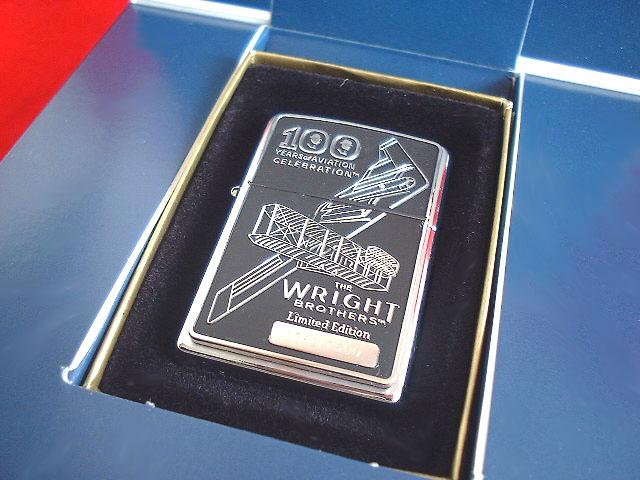 100
YEARS of AVIATION
CELEBRATION™
THE
WRIGHT
BROTHERS™
Limited Edition